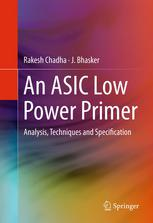 Rakesh Chadha · J. Bhasker
An ASIC Low
Power Primer
Analysis, Techniques and Specification
Springer